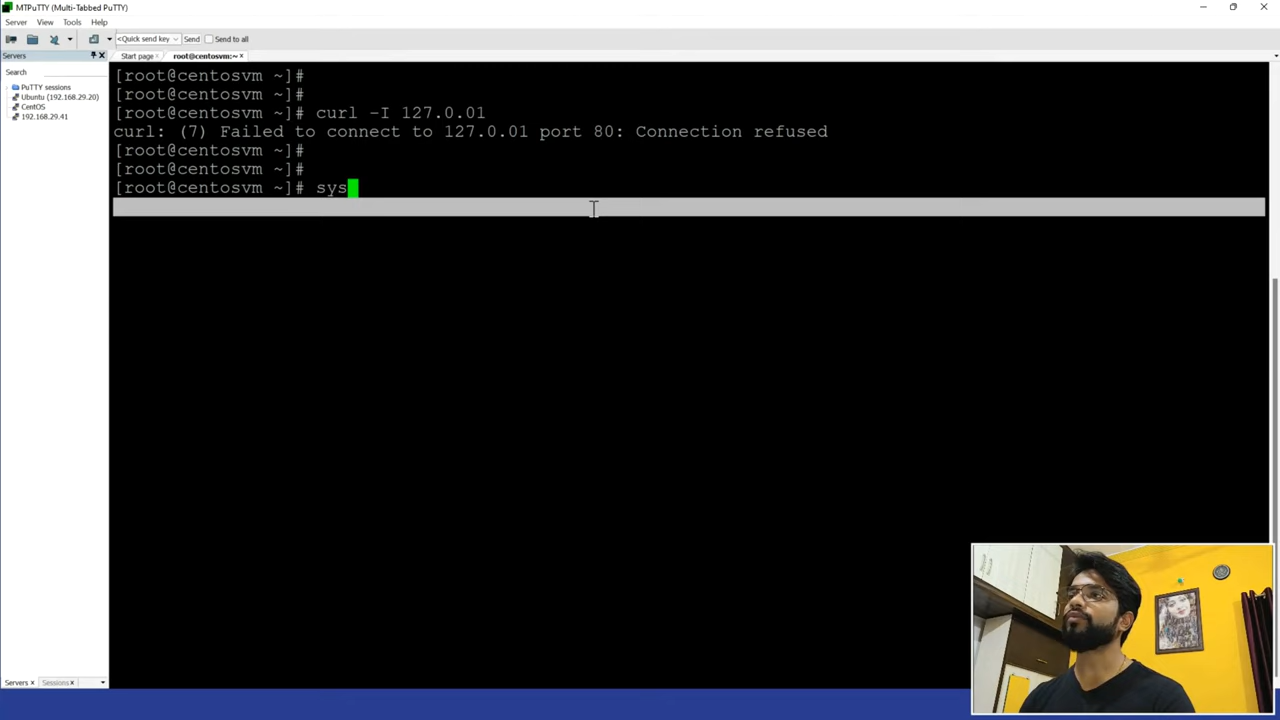 MTPuTTY (Multi-Tabbed PuTTY)
Server View Tools Help
<Quick send key Send Send to all
Servers
Start page
root@centosvm:~
Search
PuTTY sessions
Ubuntu (192.168.29.20)
CentOS
192.168.29.41
[root@centosvm ~]#
[root@centosvm ~]#
[root@centosvm ~]# curl -I 127.0.01
curl: (7) Failed to connect to 127.0.01 port 80: Connection refused
[root@centosvm ~]#
[root@centosvm ~]#
[root@centosvm ~]# sys
Servers Sessions